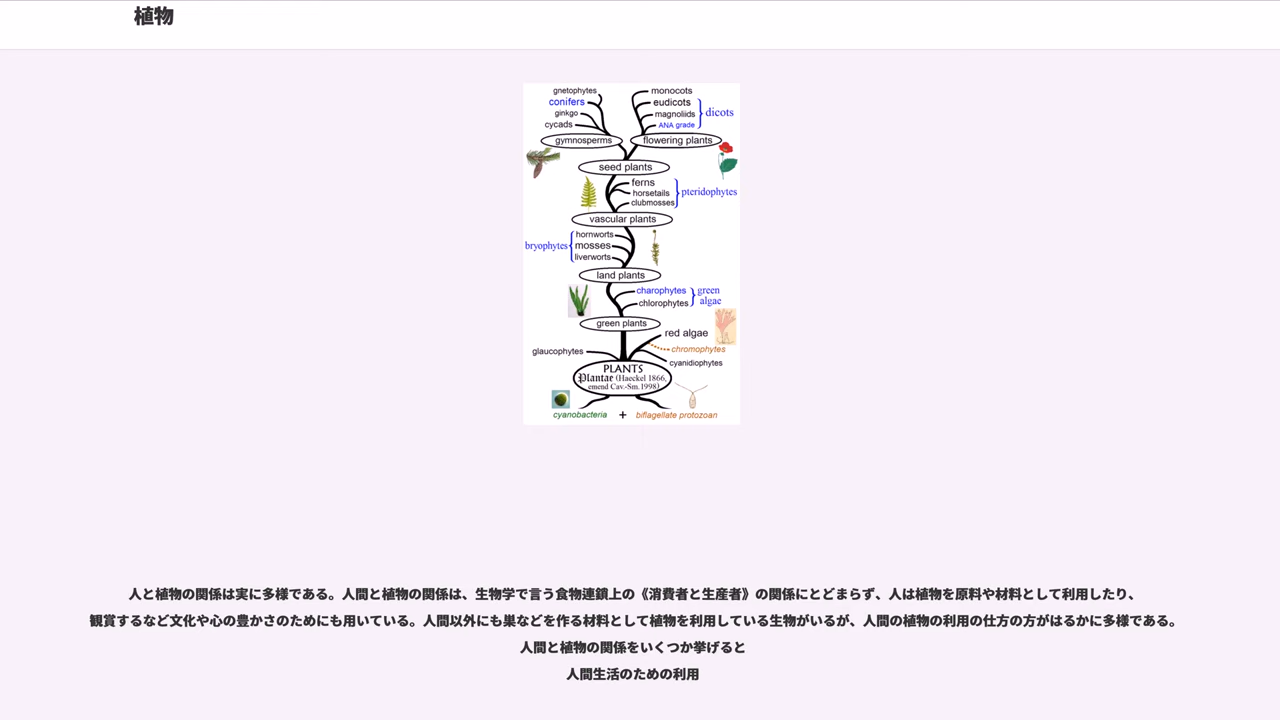 植物
gnetophytes
conifers
ginkgo
cycads
gymnosperms
monocots
eudicots
magnoliids
ANA grade
dicots
flowering plants
seed plants
ferns
horsetails
clubmosses
pteridophytes
vascular plants
bryophytes
hornworts
mosses
liverworts
land plants
charophytes
chlorophytes
green
algae
green plants
red algae
glaucophytes
chromophytes
cyanidiophytes
PLANTS
Plantae (Haeckel 1866,
emend Cav.-Sm. 1998)
cyanobacteria + biflagellate protozoan
人と植物の関係は実に多様である。人間と植物の関係は、生物学で言う食物連鎖上の《消費者と生産者》の関係にとどまらず、人は植物を原料や材料として利用したり、
観賞するなど文化や心の豊かさのためにも用いている。人間以外にも巣などを作る材料として植物を利用している生物がいるが、人間の植物の利用の仕方の方がはるかに多様である。
人間と植物の関係をいくつか挙げると
人間生活のための利用